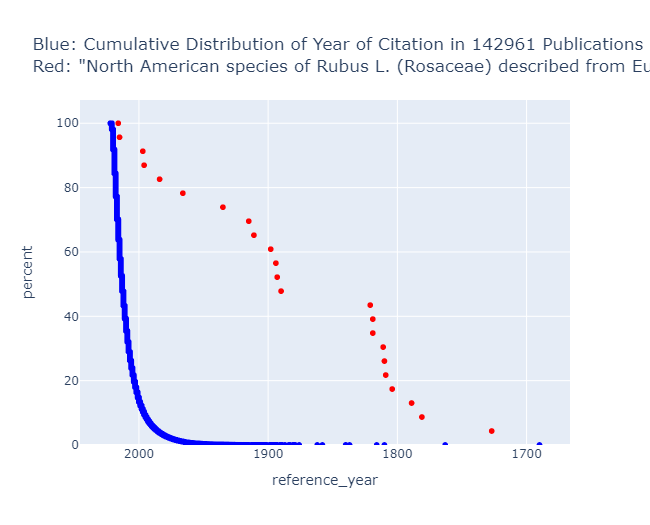 Blue: Cumulative Distribution of Year of Citation in 142961 Publications
Red: "North American species of Rubus L. (Rosaceae) described from
100
80
60
40
20
0
percent
2000
1900
1800
1700
reference_year